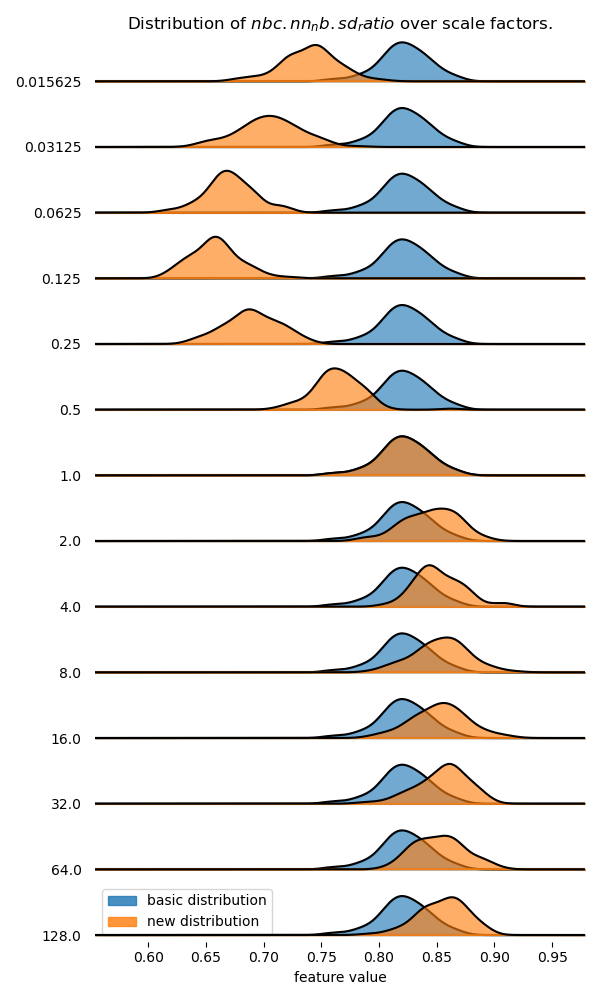 Distribution of nbc.nnₙb.sdᵣatio over scale factors.
0.015625
0.03125
0.0625
0.125
0.25
0.5
1.0
2.0
4.0
8.0
16.0
32.0
64.0
basic distribution
new distribution
128.0
0.60 0.65 0.70 0.75 0.80 0.85 0.90 0.95
feature value